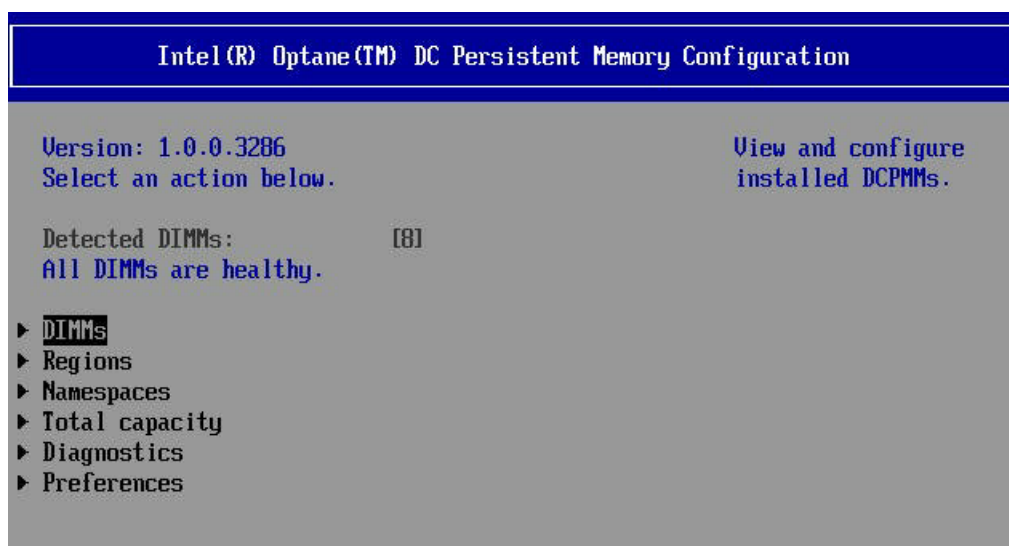 Intel(R) Optane(TM) DC Persistent Memory Configuration
Version: 1.0.0.3286
Select an action below.
View and configure
installed DCPMMs.
Detected DIMMs: [8]
All DIMMs are healthy.
DIMMs
Regions
Namespaces
Total capacity
Diagnostics
Preferences